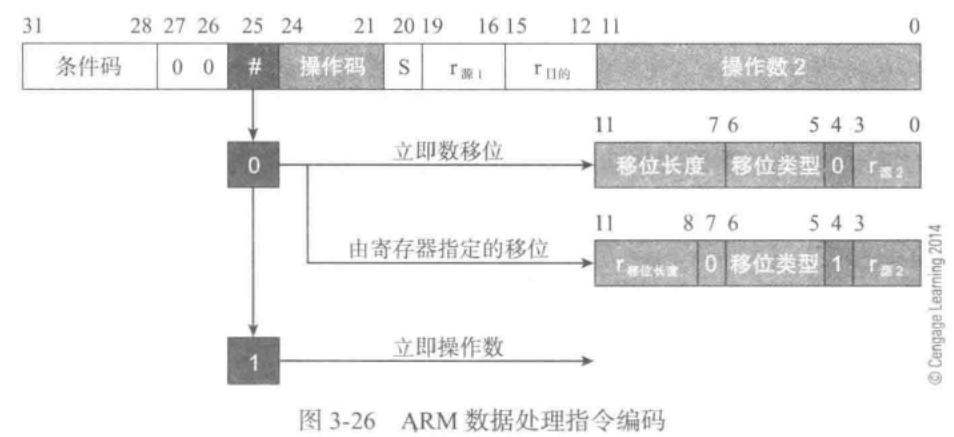 31 28 27 26 25 24 21 20 19 16 15 12 11 0
条件码 0 0 # 操作码 S r源1 r目的 操作数2
11 7 6 5 4 3 0
0 立即数移位 移位长度 移位类型 0 r源2
11 8 7 6 5 4 3
由寄存器指定的移位 r移位长度 0 移位类型 1 r源2
1 立即操作数
© Cengage Learning 2014
图 3-26 ARM 数据处理指令编码